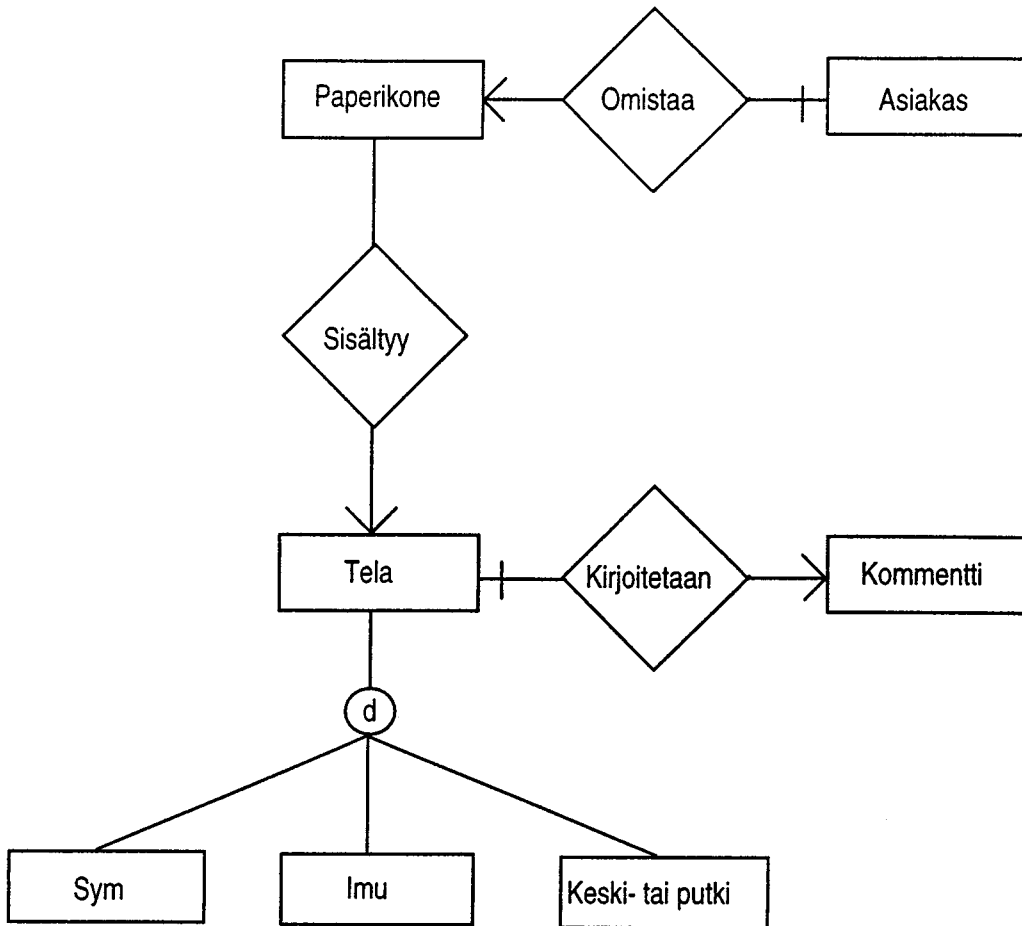 Paperikone
Omistaa
Asiakas
Sisältyy
Tela
Kirjoitetaan
Kommentti
d
Sym
Imu
Keski- tai putki